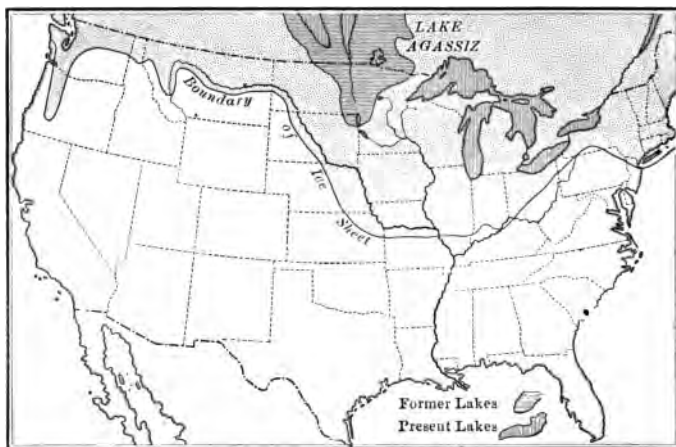 LAKE
AGASSIZ
Boundary
of
Ice
Sheet
Former Lakes
Present Lakes